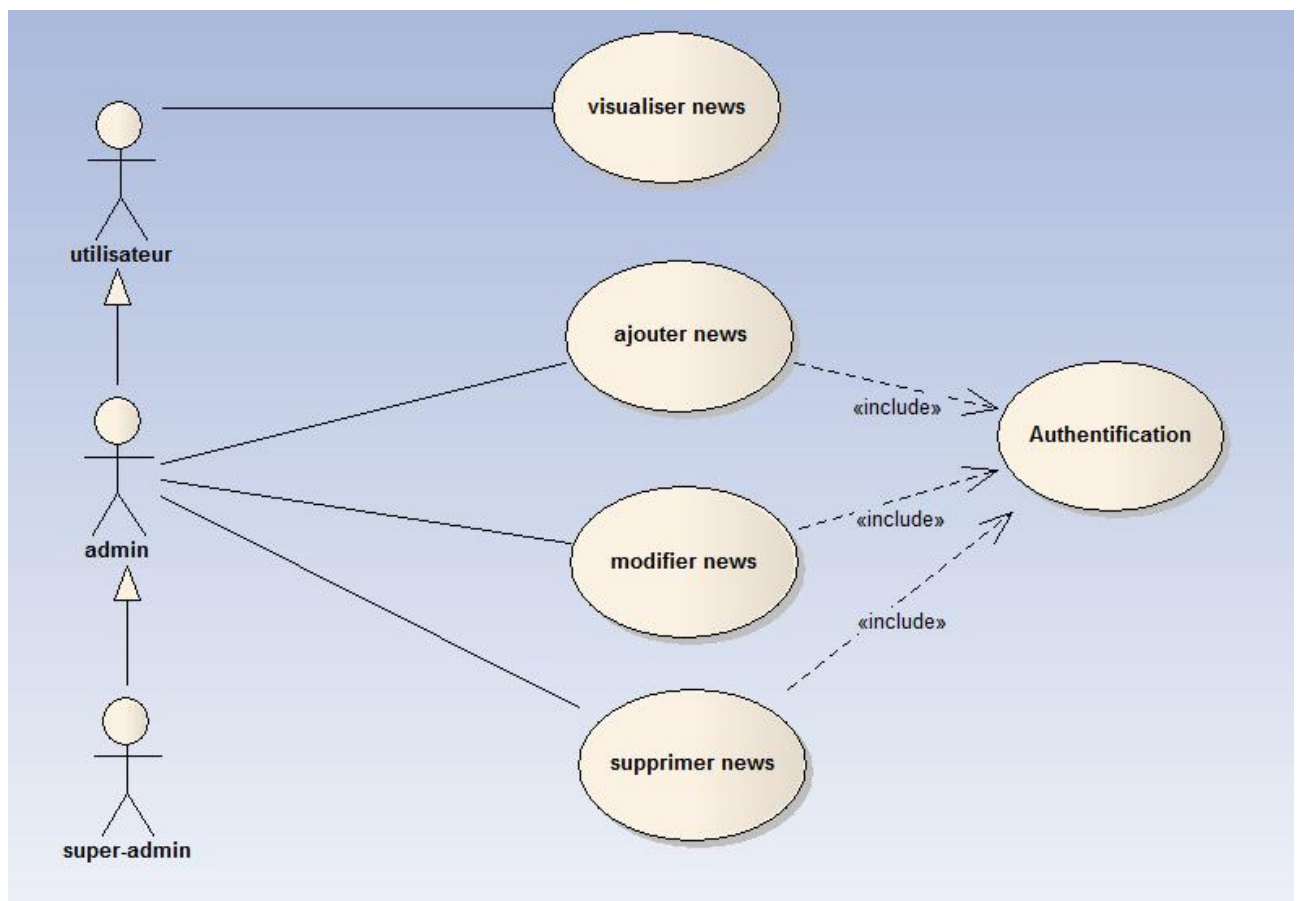 visualiser news
utilisateur
ajouter news
«include»
Authentification
admin
modifier news
«include»
«include»
supprimer news
super-admin